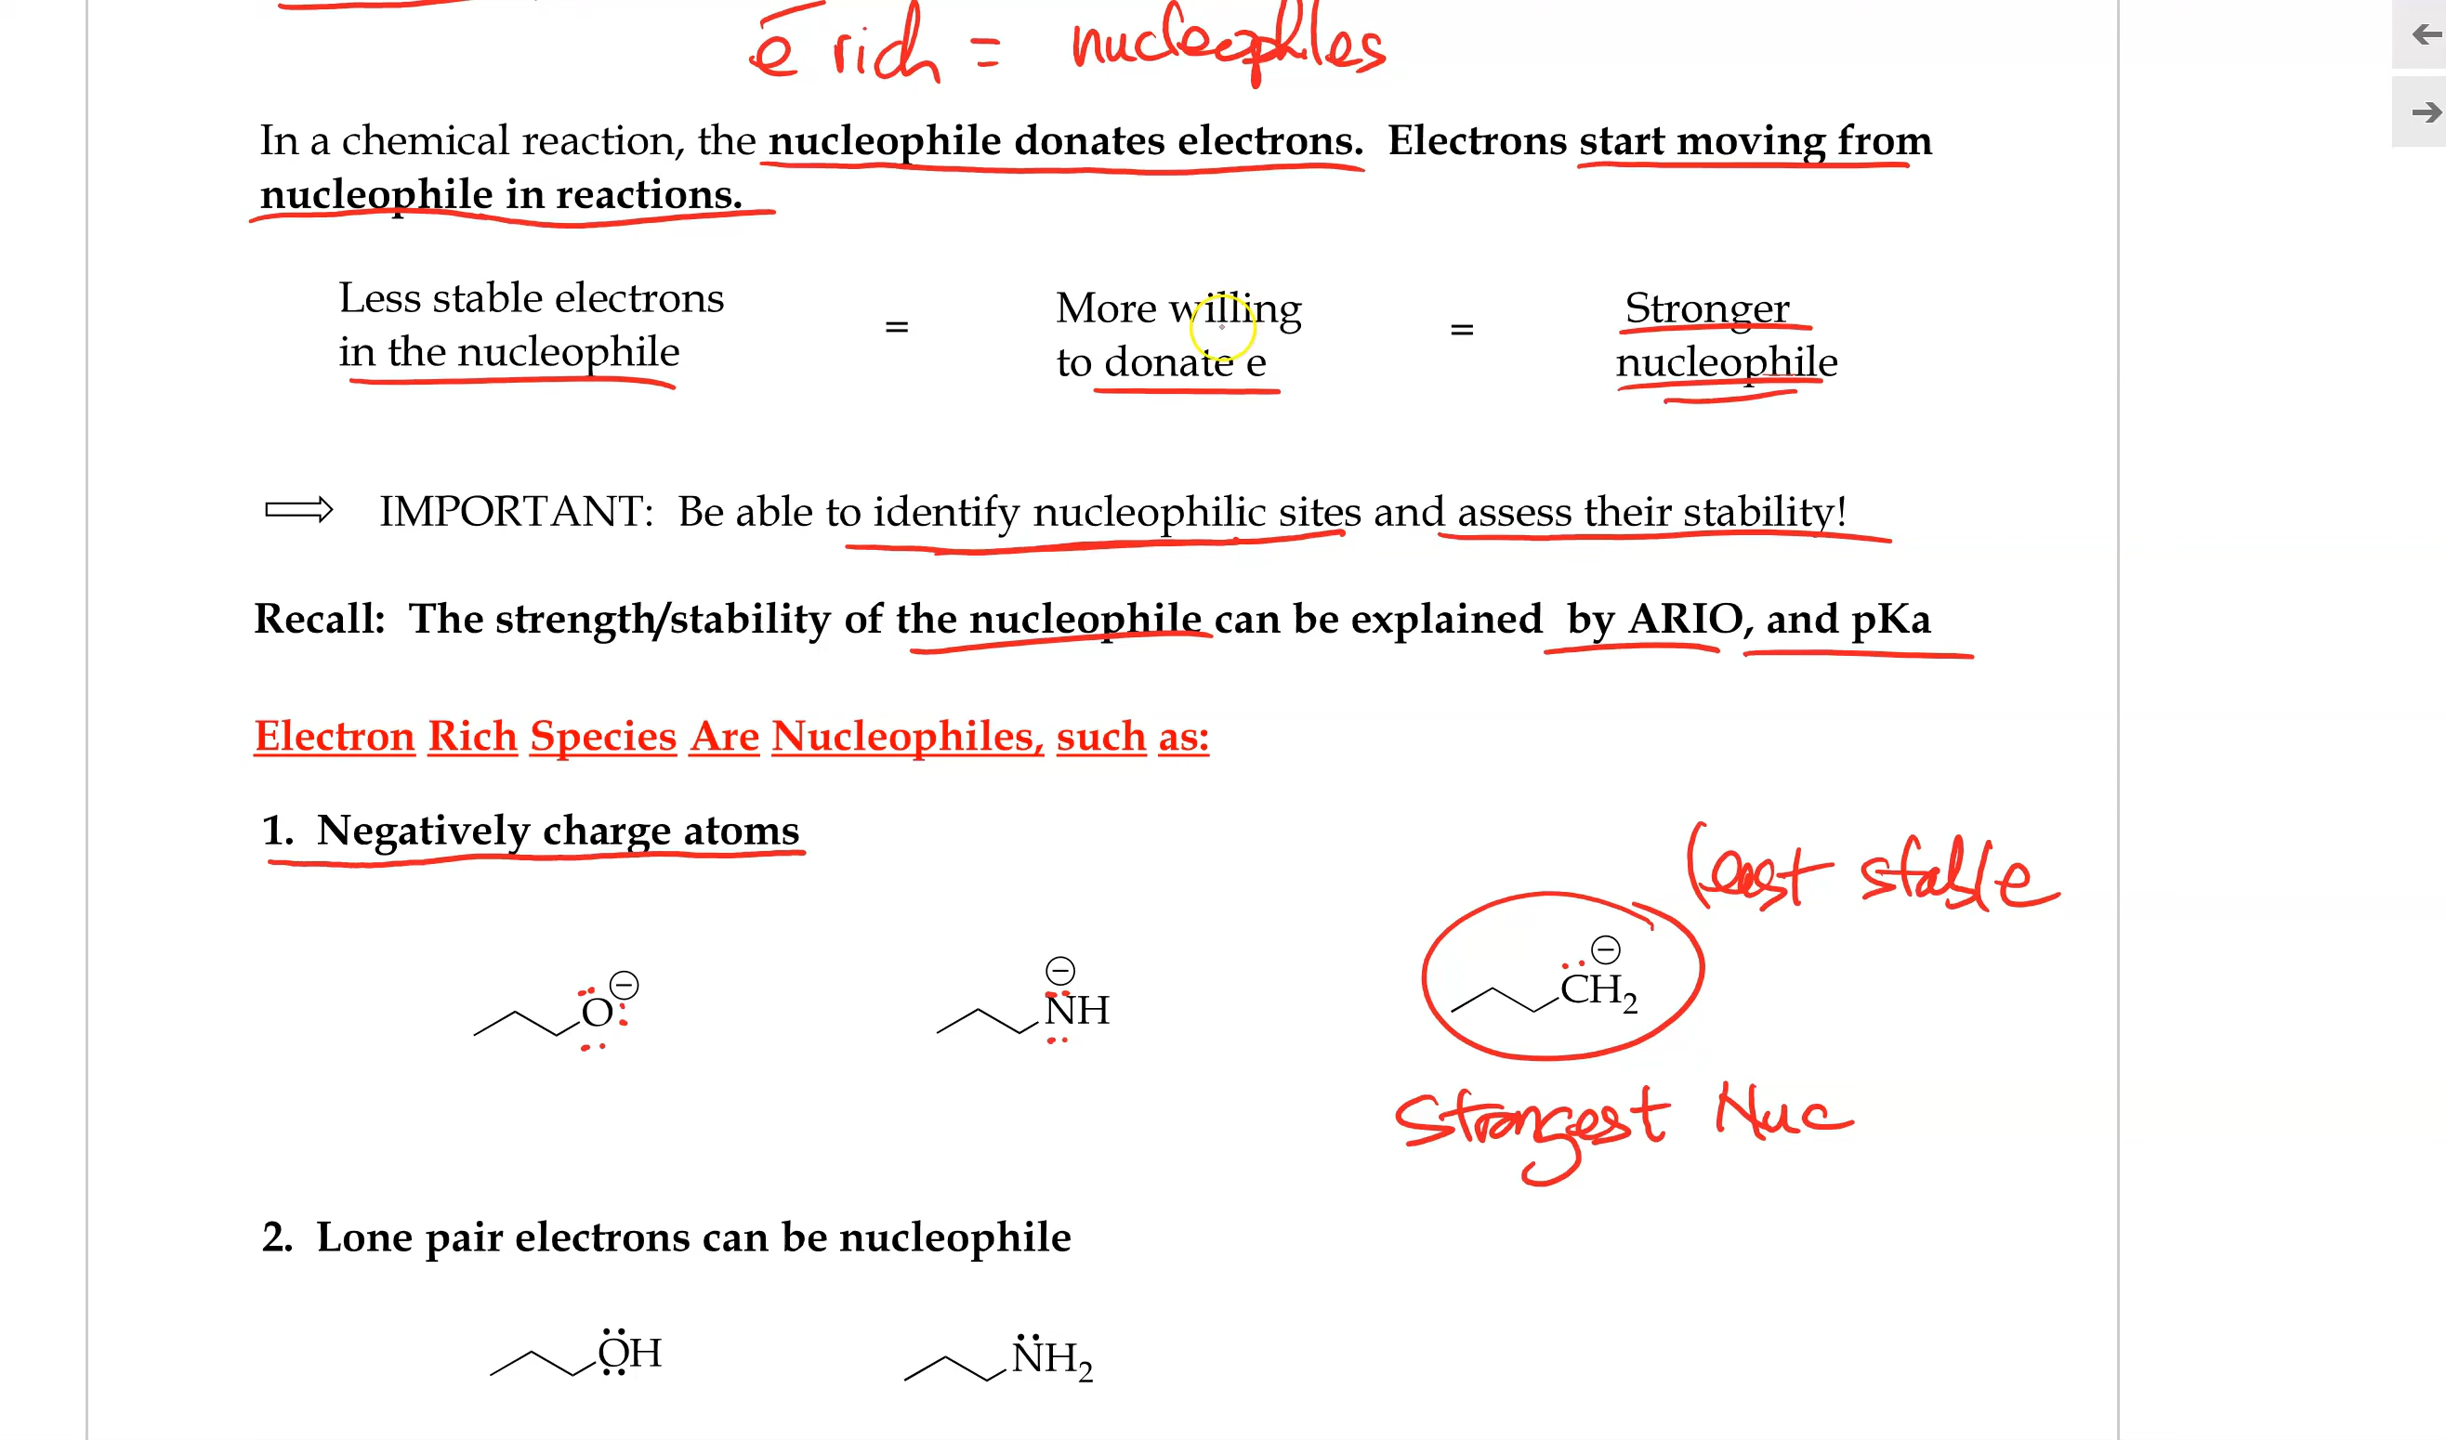 ē rich = nucleophiles
In a chemical reaction, the nucleophile donates electrons. Electrons start moving from
nucleophile in reactions.
Less stable electrons
in the nucleophile
=
More willing
to donate e
=
Stronger
nucleophile
IMPORTANT: Be able to identify nucleophilic sites and assess their stability!
Recall: The strength/stability of the nucleophile can be explained by ARIO, and pKa
Electron Rich Species Are Nucleophiles, such as:
1. Negatively charge atoms
least stable
O⊖
NH⊖
CH₂⊖
Strongest Nuc
2. Lone pair electrons can be nucleophile
OH
NH₂